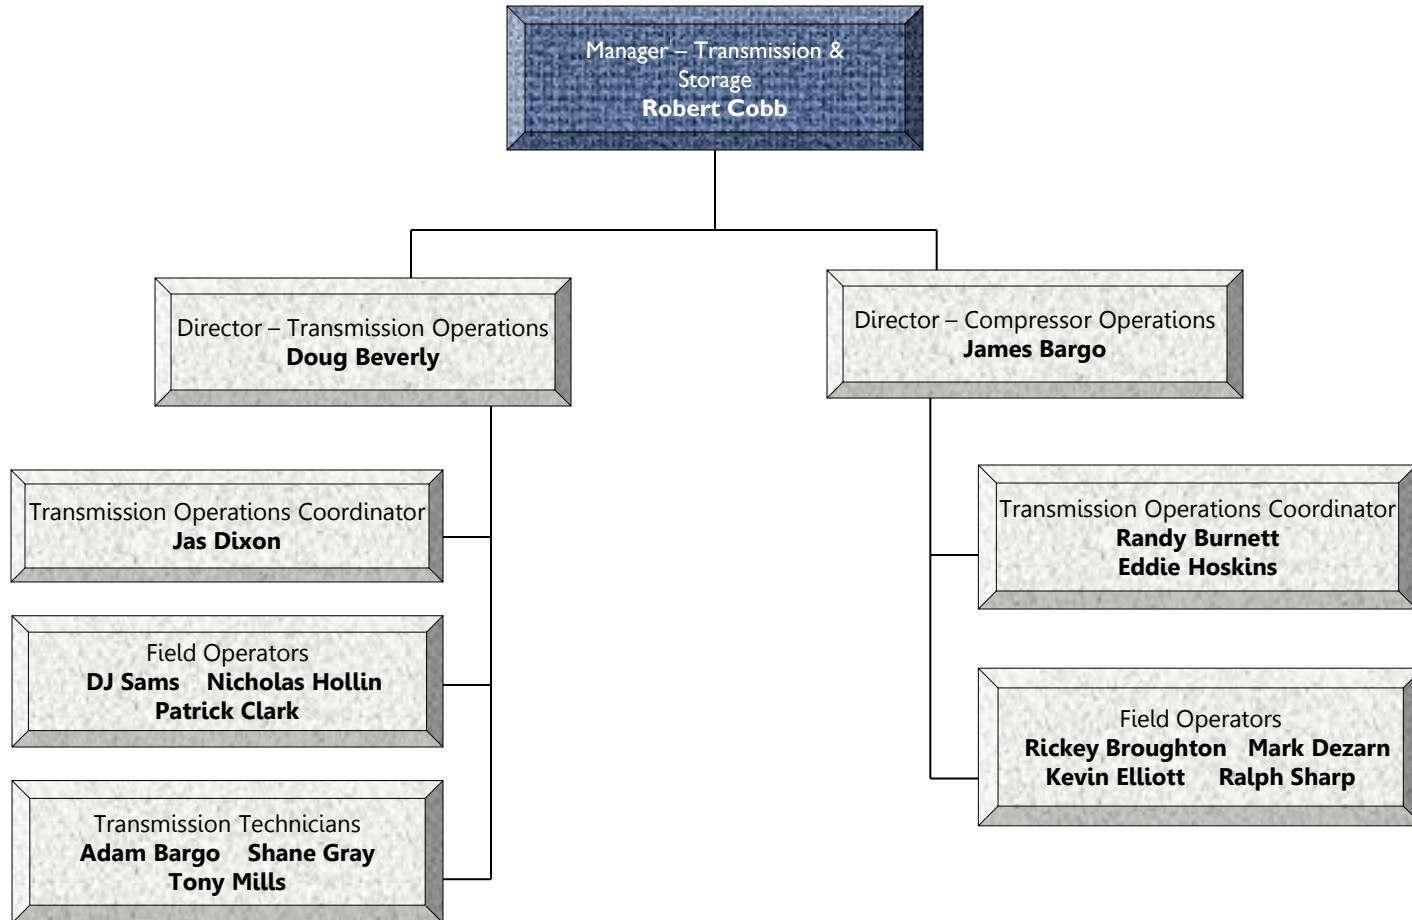 Manager – Transmission &
Storage
Robert Cobb
Director – Transmission Operations
Doug Beverly
Director – Compressor Operations
James Bargo
Transmission Operations Coordinator
Jas Dixon
Field Operators
DJ Sams Nicholas Hollin
Patrick Clark
Transmission Technicians
Adam Bargo Shane Gray
Tony Mills
Transmission Operations Coordinator
Randy Burnett
Eddie Hoskins
Field Operators
Rickey Broughton Mark Dezarn
Kevin Elliott Ralph Sharp